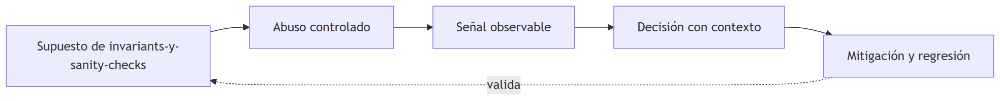 Supuesto de invariants-y-
sanity-checks
Abuso controlado
Señal observable
Decisión con contexto
Mitigación y regresión
valida